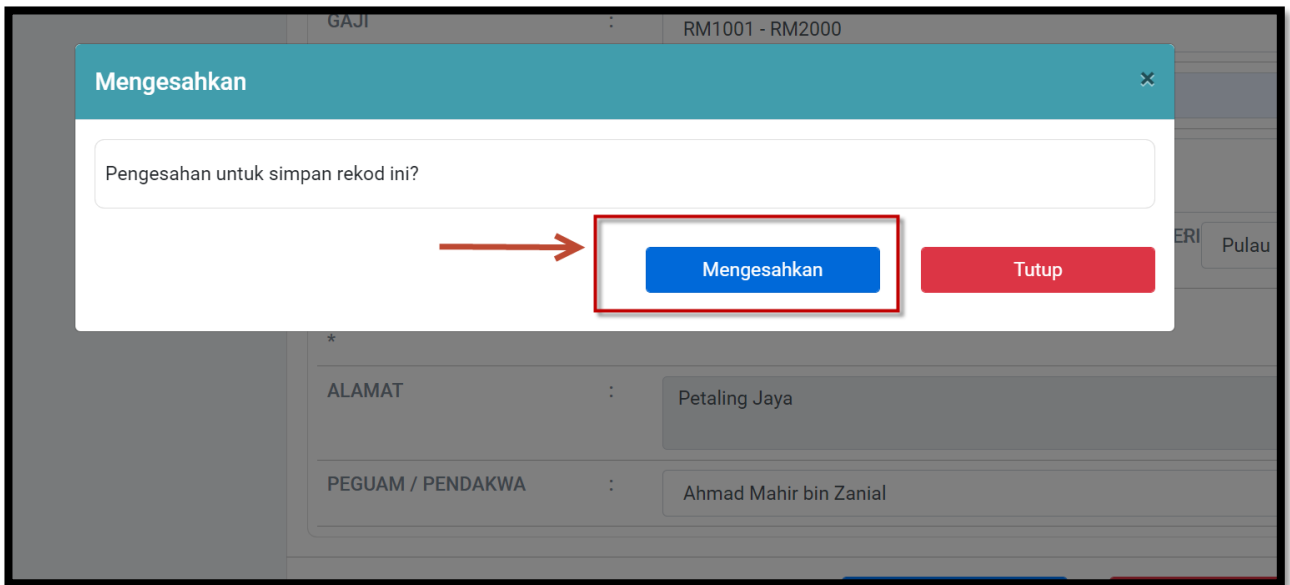 GAJI : RM1001 - RM2000
Mengesahkan ×
Pengesahan untuk simpan rekod ini?
ERI Pulau
Mengesahkan Tutup
*
ALAMAT : Petaling Jaya
PEGUAM / PENDAKWA : Ahmad Mahir bin Zanial